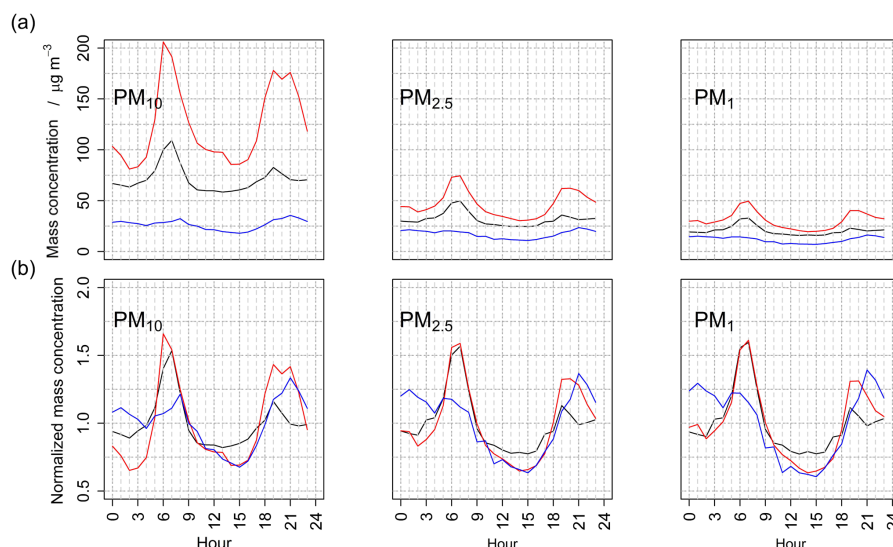 (a)
Mass concentration / μg m⁻³
0 50 100 150 200
PM₁₀
PM₂.₅
PM₁
(b)
Normalized mass concentration
0.5 1.0 1.5 2.0
PM₁₀
PM₂.₅
PM₁
0 3 6 9 12 15 18 21 24
0 3 6 9 12 15 18 21 24
0 3 6 9 12 15 18 21 24
Hour
Hour
Hour